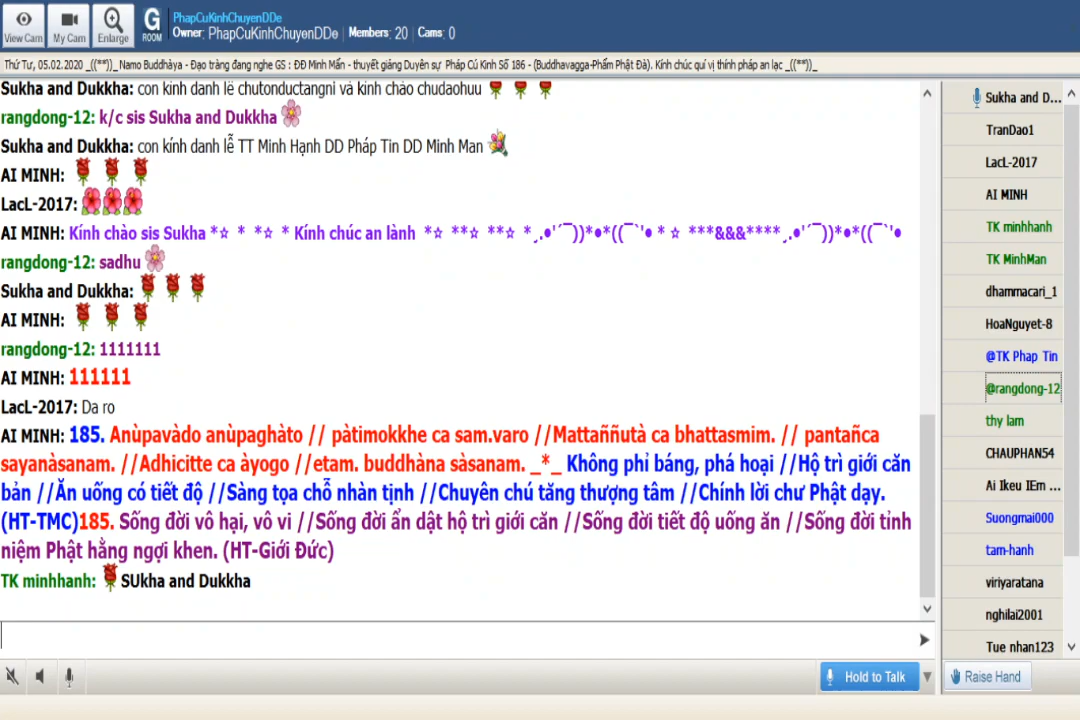 View Cam
My Cam
Enlarge
G
ROOM
PhapCuKinhChuyenDDe
Owner: PhapCuKinhChuyenDDe | Members: 20 | Cams: 0
Thứ Tư, 05.02.2020 _((**))_ Namo Buddhàya - Đạo tràng đang nghe GS : ĐĐ Minh Mẩn - thuyết giảng Duyên sự Pháp Cú Kinh Số 186 - (Buddhavagga-Phẩm Phật Đà). Kính chúc quí vị thính pháp an lạc _((**))_
Sukha and Dukkha: con kinh danh lễ chutonductangni và kinh chào chudaohuu
rangdong-12: k/c sis Sukha and Dukkha
Sukha and Dukkha: con kính danh lễ TT Minh Hạnh DD Pháp Tin DD Minh Man
AI MINH:
LacL-2017:
AI MINH: Kính chào sis Sukha *☆ * *☆ * Kính chúc an lành *☆ **☆ **☆ *¸.•'´¯))*•*((¯`'• * ☆ ***&&&****¸.•'´¯))*•*((¯`'•
rangdong-12: sadhu
Sukha and Dukkha:
AI MINH:
rangdong-12: 1111111
AI MINH: 111111
LacL-2017: Da ro
AI MINH: 185. Anùpavàdo anùpaghàto // pàtimokkhe ca sam.varo //Mattaññutà ca bhattasmim. // pantañca
sayanàsanam. //Adhicitte ca àyogo //etam. buddhàna sàsanam. _*_ Không phỉ báng, phá hoại //Hộ trì giới căn
bản //Ăn uống có tiết độ //Sàng tọa chỗ nhàn tịnh //Chuyên chú tăng thượng tâm //Chính lời chư Phật dạy.
(HT-TMC)185. Sống đời vô hại, vô vi //Sống đời ẩn dật hộ trì giới căn //Sống đời tiết độ uống ăn //Sống đời tỉnh
niệm Phật hằng ngợi khen. (HT-Giới Đức)
TK minhhanh: SUkha and Dukkha
Hold to Talk
Sukha and D...
TranDao1
LacL-2017
AI MINH
TK minhhanh
TK MinhMan
dhammacari_1
HoaNguyet-8
@TK Phap Tin
@rangdong-12
thy lam
CHAUPHAN54
Ai Ikeu IEm ...
Suongmai000
tam-hanh
viriyaratana
nghilai2001
Tue nhan123
Raise Hand